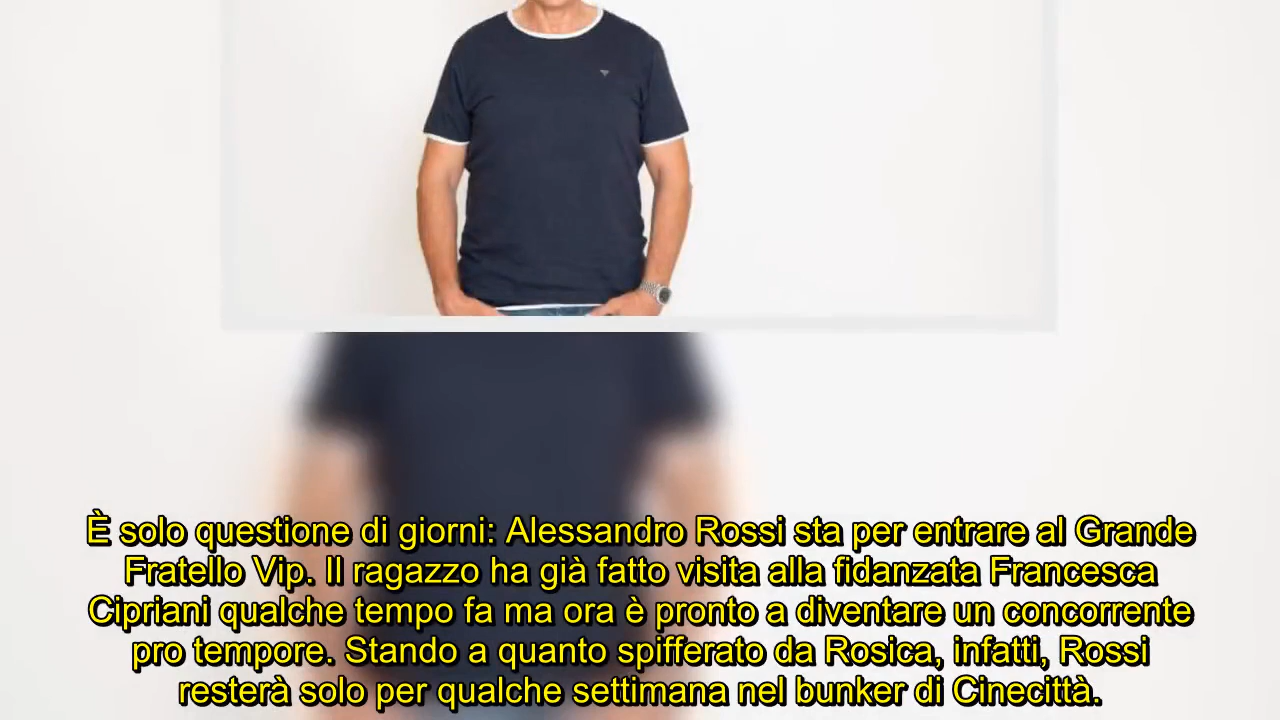 È solo questione di giorni: Alessandro Rossi sta per entrare al Grande
Fratello Vip. Il ragazzo ha già fatto visita alla fidanzata Francesca
Cipriani qualche tempo fa ma ora è pronto a diventare un concorrente
pro tempore. Stando a quanto spifferato da Rosica, infatti, Rossi
resterà solo per qualche settimana nel bunker di Cinecittà.